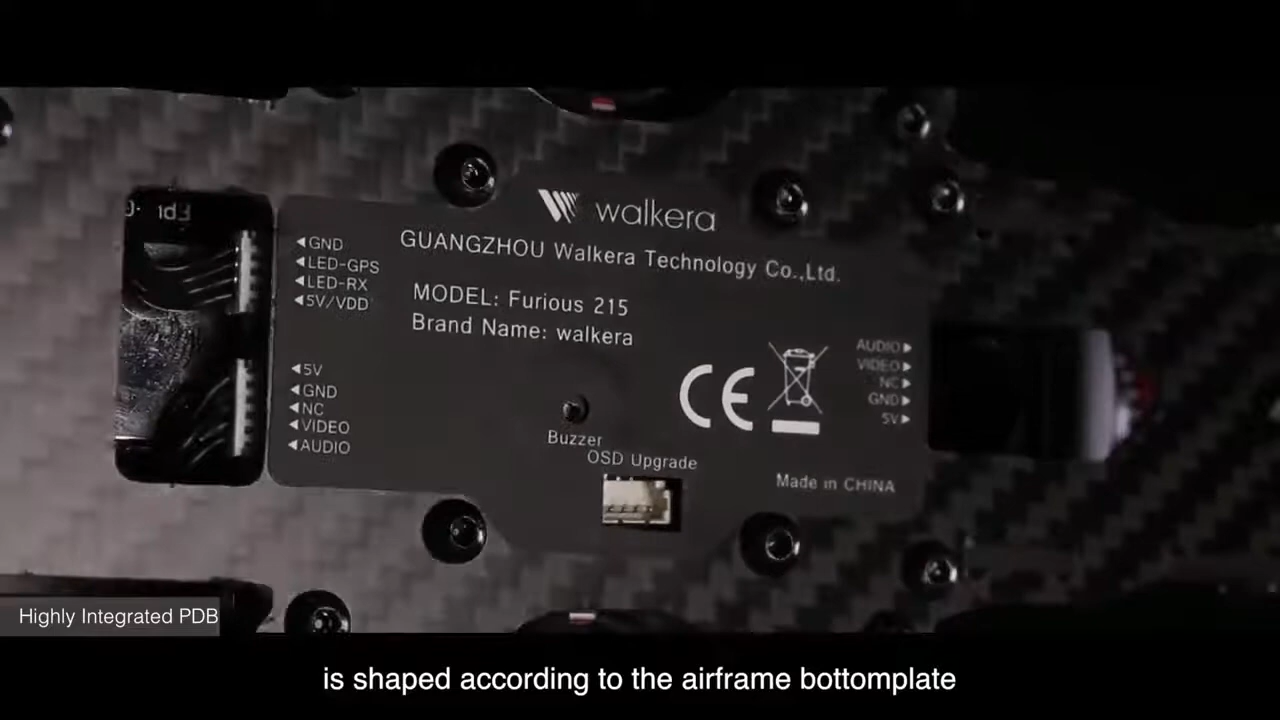 walkera
GUANGZHOU Walkera Technology Co.,Ltd.
MODEL: Furious 215
Brand Name: walkera
◀GND
◀LED-GPS
◀LED-RX
◀5V/VDD
◀5V
◀GND
◀NC
◀VIDEO
◀AUDIO
AUDIO▶
VIDEO▶
NC▶
GND▶
5V▶
CE
Buzzer
OSD Upgrade
Made in CHINA
Highly Integrated PDB
is shaped according to the airframe bottomplate